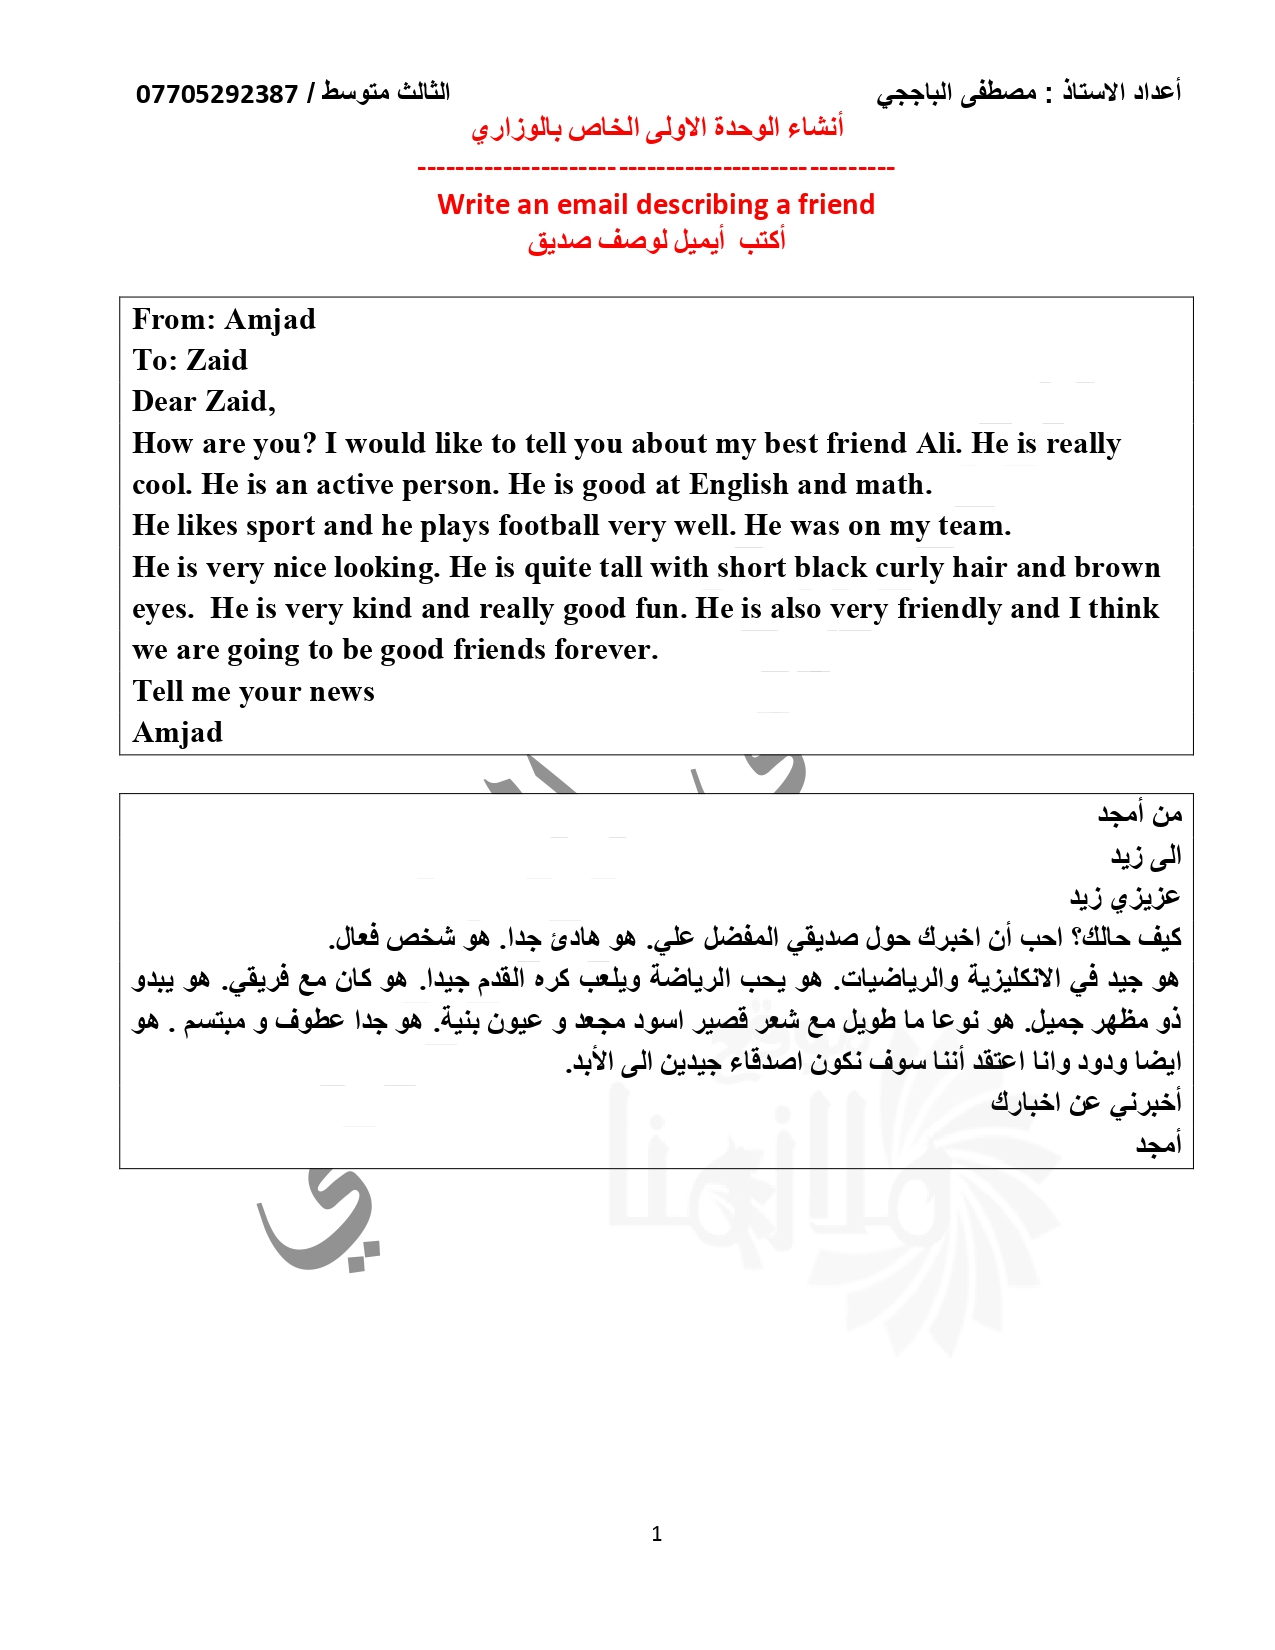 أعداد الاستاذ : مصطفى الباججي الثالث متوسط / 07705292387
أنشاء الوحدة الاولى الخاص بالوزاري
--------------------------------------------------
Write an email describing a friend
أكتب أيميل لوصف صديق
From: Amjad
To: Zaid
Dear Zaid,
How are you? I would like to tell you about my best friend Ali. He is really
cool. He is an active person. He is good at English and math.
He likes sport and he plays football very well. He was on my team.
He is very nice looking. He is quite tall with short black curly hair and brown
eyes. He is very kind and really good fun. He is also very friendly and I think
we are going to be good friends forever.
Tell me your news
Amjad
من أمجد
الى زيد
عزيزي زيد
كيف حالك؟ احب أن اخبرك حول صديقي المفضل علي. هو هادئ جدا. هو شخص فعال.
هو جيد في الانكليزية والرياضيات. هو يحب الرياضة ويلعب كره القدم جيدا. هو كان مع فريقي. هو يبدو
ذو مظهر جميل. هو نوعا ما طويل مع شعر قصير اسود مجعد و عيون بنية. هو جدا عطوف و مبتسم . هو
ايضا ودود وانا اعتقد أننا سوف نكون اصدقاء جيدين الى الأبد.
أخبرني عن اخبارك
أمجد
موقع
ملازمنا
1